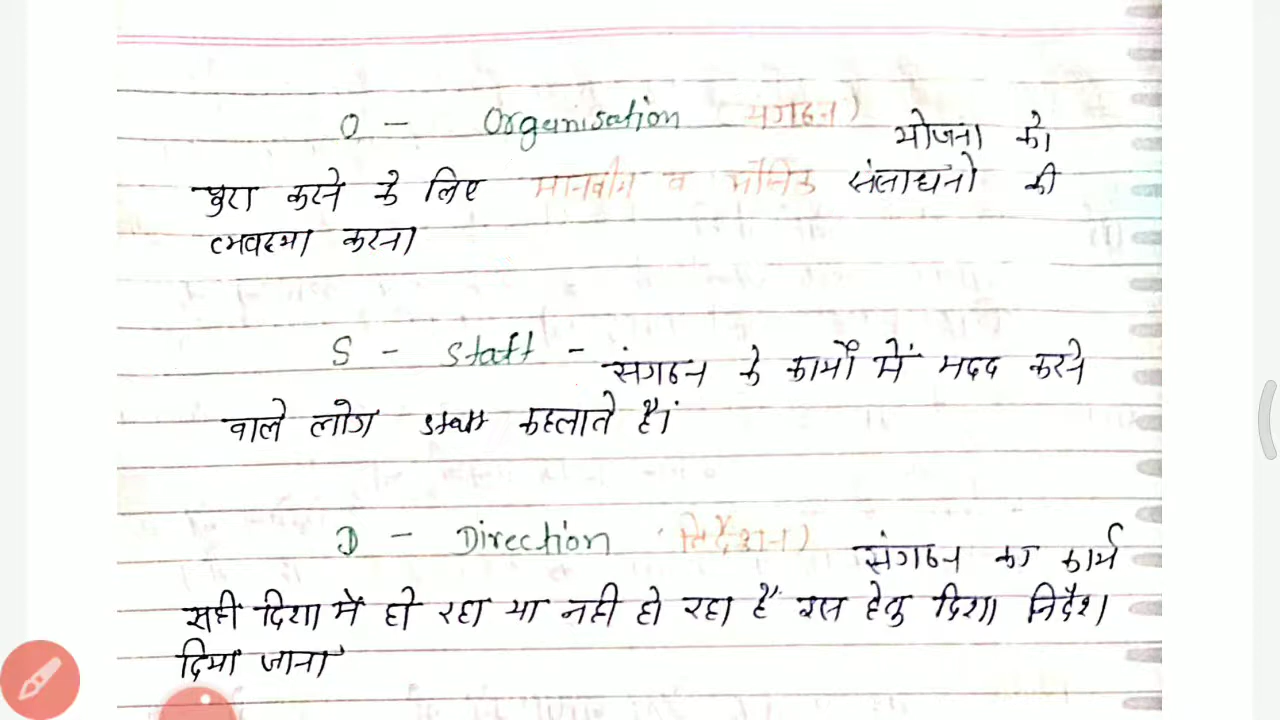 O - Organisation (संगठन) योजना को
पुरा करने के लिए मानवीय व भौतिक संसाधनो की
व्यवस्था करना
S - Staff - संगठन के कार्यों में मदद करने
वाले लोग staff कहलाते है।
D - Direction (निर्देशन) संगठन का कार्य
सही दिशा में हो रहा या नही हो रहा है इस हेतु दिशा निर्देश
दिया जाना